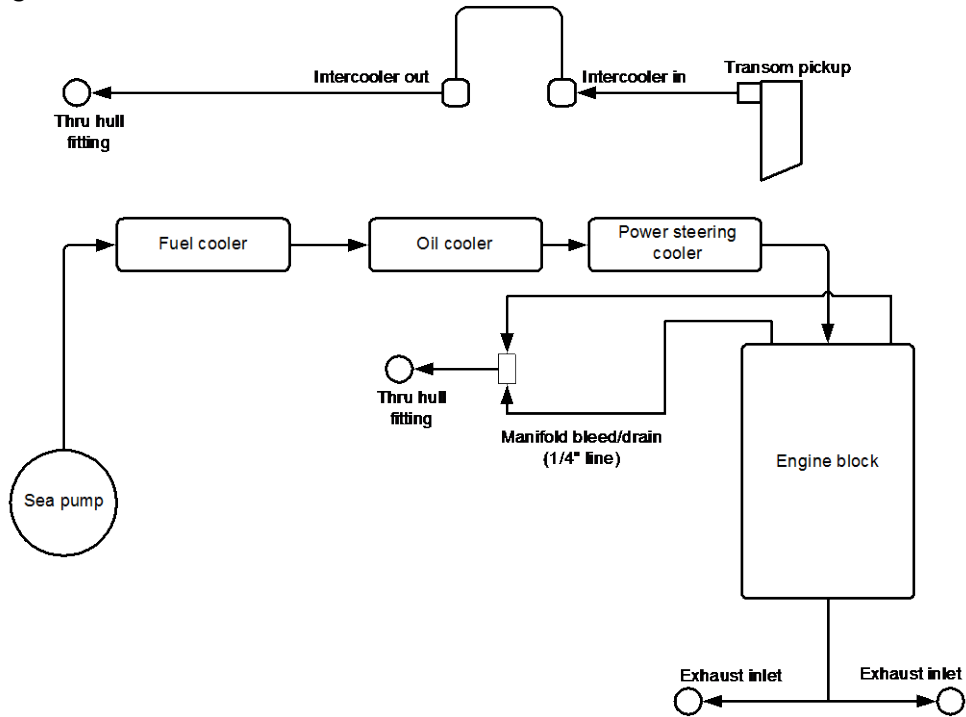 Intercooler out
Intercooler in
Transom pickup
Thru hull
fitting
Fuel cooler
Oil cooler
Power steering
cooler
Thru hull
fitting
Manifold bleed/drain
(1/4" line)
Engine block
Sea pump
Exhaust inlet
Exhaust inlet